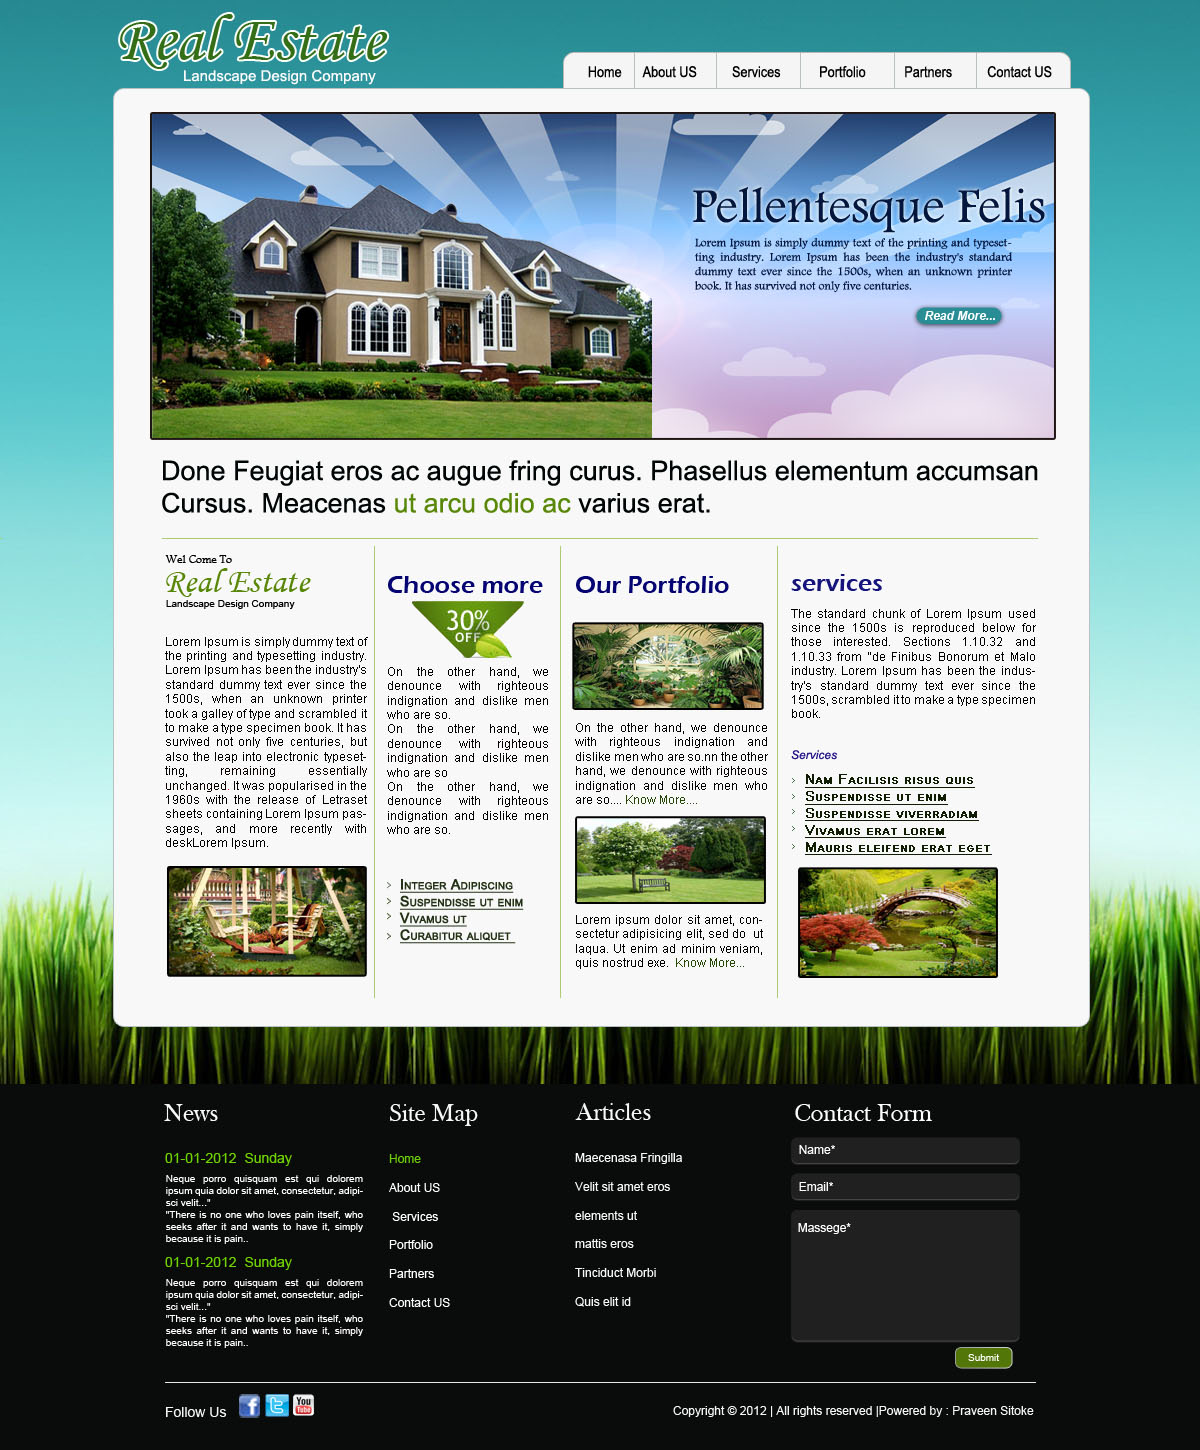 Real Estate
Landscape Design Company
Home
About US
Services
Portfolio
Partners
Contact US
Pellentesque Felis
Lorem Ipsum is simply dummy text of the printing and typeset-
ting industry. Lorem Ipsum has been the industry's standard
dummy text ever since the 1500s, when an unknown printer
book. It has survived not only five centuries.
Read More...
Done Feugiat eros ac augue fring curus. Phasellus elementum accumsan
Cursus. Meacenas ut arcu odio ac varius erat.
Wel Come To
Real Estate
Landscape Design Company
Lorem Ipsum is simply dummy text of
the printing and typesetting industry.
Lorem Ipsum has been the industry's
standard dummy text ever since the
1500s, when an unknown printer
took a galley of type and scrambled it
to make a type specimen book. It has
survived not only five centuries, but
also the leap into electronic typeset-
ting, remaining essentially
unchanged. It was popularised in the
1960s with the release of Letraset
sheets containing Lorem Ipsum pas-
sages, and more recently with
deskLorem Ipsum.
Choose more
30%
OFF
On the other hand, we
denounce with righteous
indignation and dislike men
who are so.
On the other hand, we
denounce with righteous
indignation and dislike men
who are so
On the other hand, we
denounce with righteous
indignation and dislike men
who are so.
Integer Adipiscing
Suspendisse ut enim
Vivamus ut
Curabitur aliquet
Our Portfolio
On the other hand, we denounce
with righteous indignation and
dislike men who are so.nn the other
hand, we denounce with righteous
indignation and dislike men who
are so.... Know More....
Lorem ipsum dolor sit amet, con-
sectetur adipisicing elit, sed do ut
laqua. Ut enim ad minim veniam,
quis nostrud exe. Know More...
services
The standard chunk of Lorem Ipsum used
since the 1500s is reproduced below for
those interested. Sections 1.10.32 and
1.10.33 from "de Finibus Bonorum et Malo
industry. Lorem Ipsum has been the indus-
try's standard dummy text ever since the
1500s, scrambled it to make a type specimen
book.
Services
Nam Facilisis risus quis
Suspendisse ut enim
Suspendisse viverradiam
Vivamus erat lorem
Mauris eleifend erat eget
News
01-01-2012 Sunday
Neque porro quisquam est qui dolorem
ipsum quia dolor sit amet, consectetur, adipi-
sci velit..."
"There is no one who loves pain itself, who
seeks after it and wants to have it, simply
because it is pain..
01-01-2012 Sunday
Neque porro quisquam est qui dolorem
ipsum quia dolor sit amet, consectetur, adipi-
sci velit..."
"There is no one who loves pain itself, who
seeks after it and wants to have it, simply
because it is pain..
Site Map
Home
About US
Services
Portfolio
Partners
Contact US
Articles
Maecenasa Fringilla
Velit sit amet eros
elements ut
mattis eros
Tinciduct Morbi
Quis elit id
Contact Form
Name*
Email*
Massege*
Submit
Follow Us
f
t
You
Tube
Copyright © 2012 | All rights reserved |Powered by : Praveen Sitoke